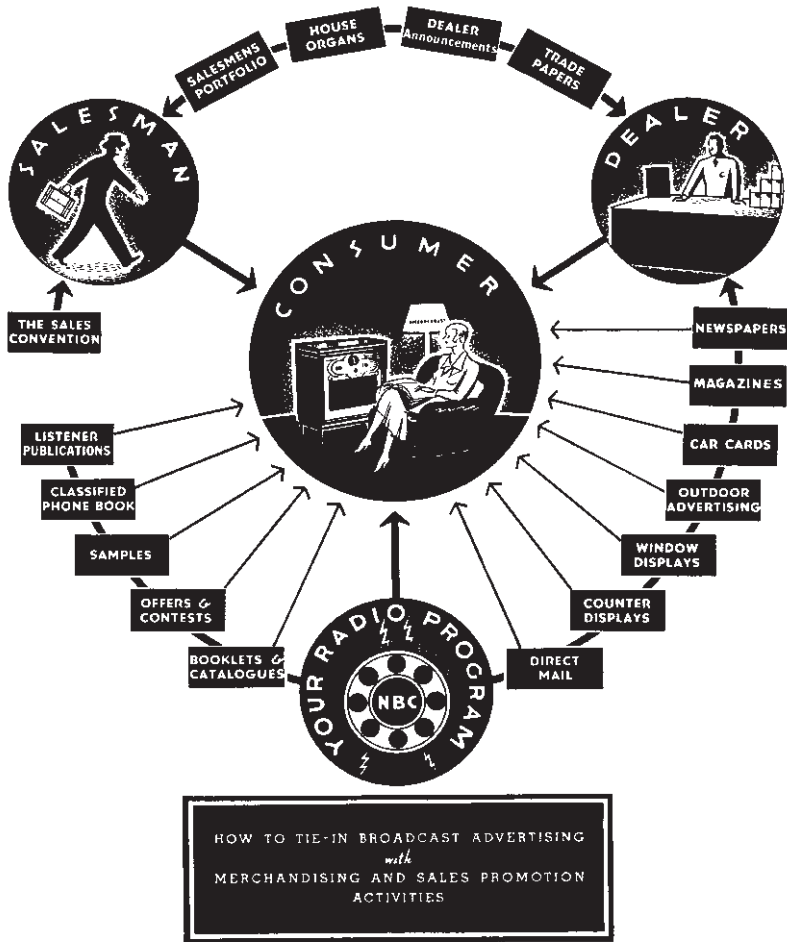 HOUSE
ORGANS
DEALER
Announcements
SALESMENS
PORTFOLIO
TRADE
PAPERS
SALESMAN
DEALER
CONSUMER
THE SALES
CONVENTION
NEWSPAPERS
MAGAZINES
CAR CARDS
OUTDOOR
ADVERTISING
WINDOW
DISPLAYS
COUNTER
DISPLAYS
DIRECT
MAIL
LISTENER
PUBLICATIONS
CLASSIFIED
PHONE BOOK
SAMPLES
OFFERS &
CONTESTS
BOOKLETS &
CATALOGUES
YOUR RADIO PROGRAM
NBC
HOW TO TIE-IN BROADCAST ADVERTISING
with
MERCHANDISING AND SALES PROMOTION
ACTIVITIES